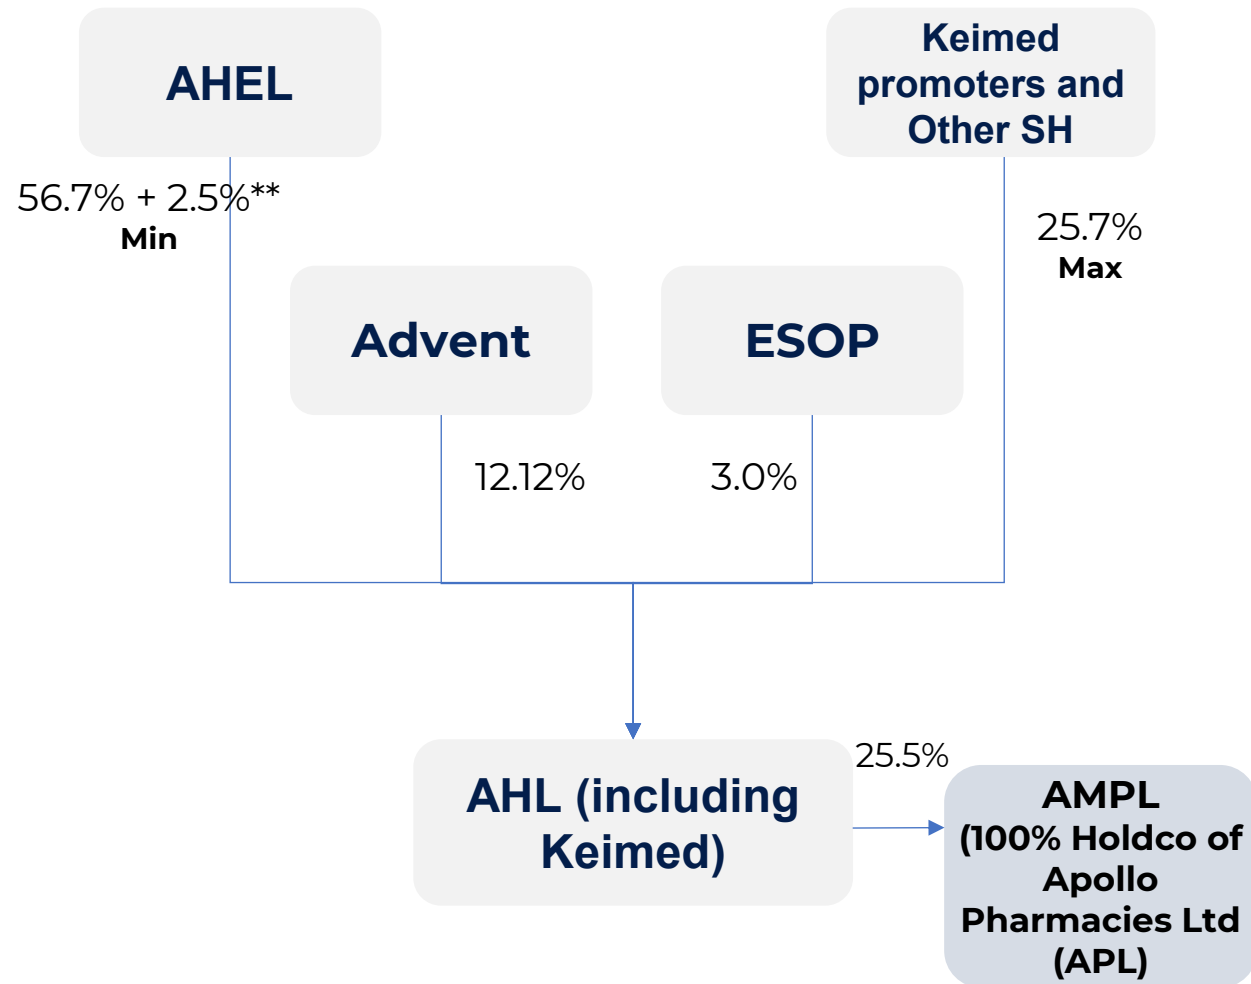 AHEL
Keimed
promoters and
Other SH
56.7% + 2.5%**
Min
25.7%
Max
Advent
ESOP
12.12%
3.0%
AHL (including
Keimed)
25.5%
AMPL
(100% Holdco of
Apollo
Pharmacies Ltd
(APL)